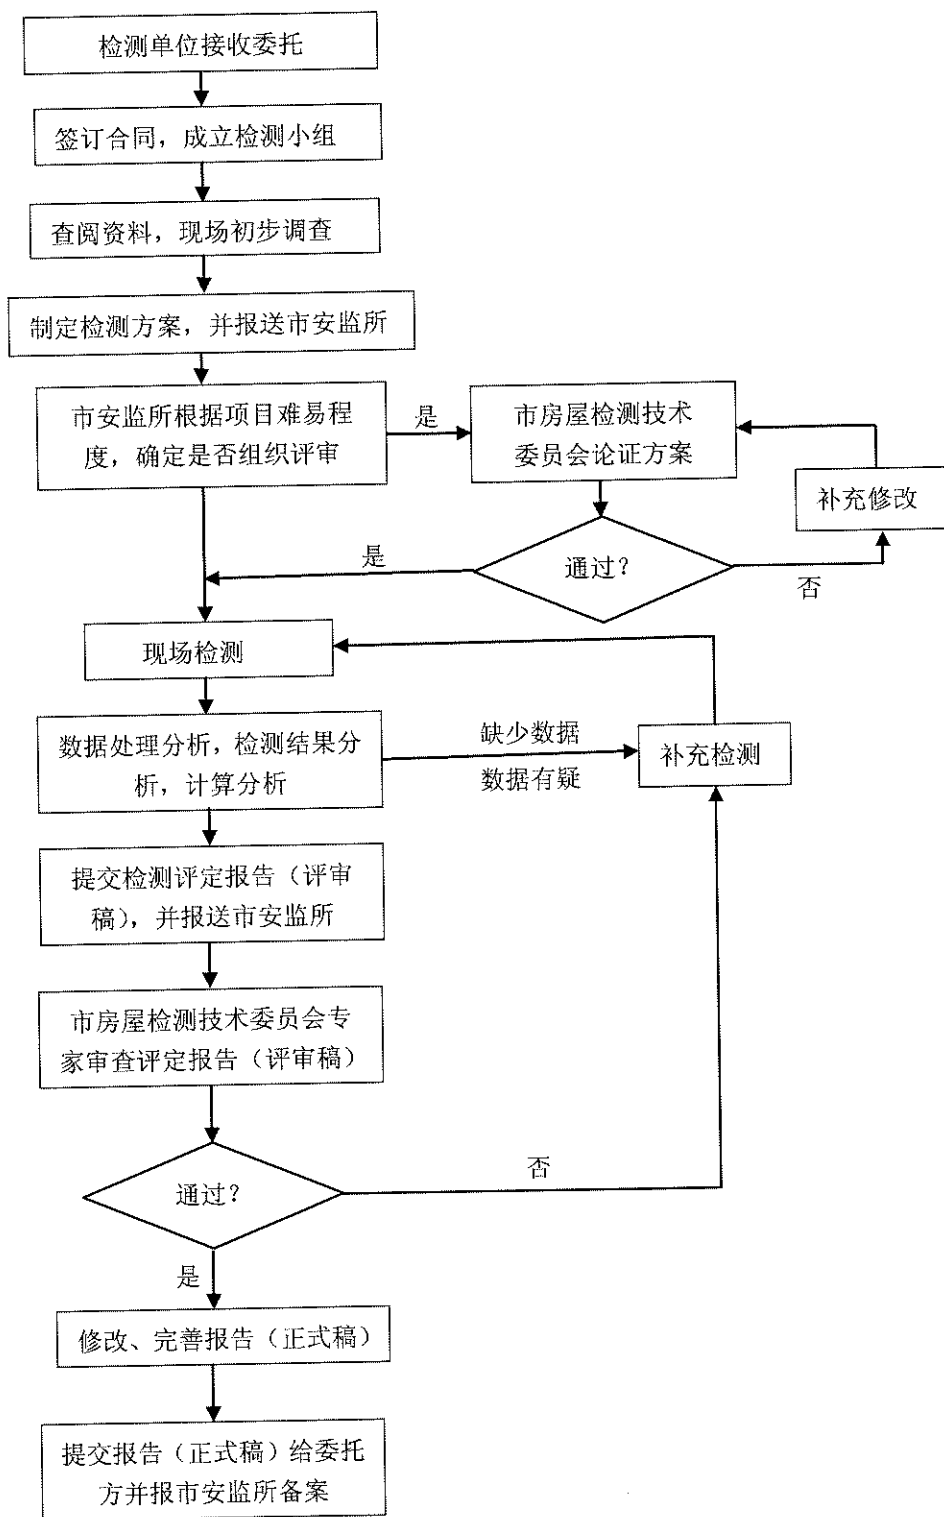 检测单位接收委托
签订合同，成立检测小组
查阅资料，现场初步调查
制定检测方案，并报送市安监所
市安监所根据项目难易程
度，确定是否组织评审
是
市房屋检测技术
委员会论证方案
补充修改
通过？
是
否
现场检测
数据处理分析，检测结果分
析，计算分析
缺少数据
数据有疑
补充检测
提交检测评定报告（评审
稿），并报送市安监所
市房屋检测技术委员会专
家审查评定报告（评审稿）
通过？
否
是
修改、完善报告（正式稿）
提交报告（正式稿）给委托
方并报市安监所备案